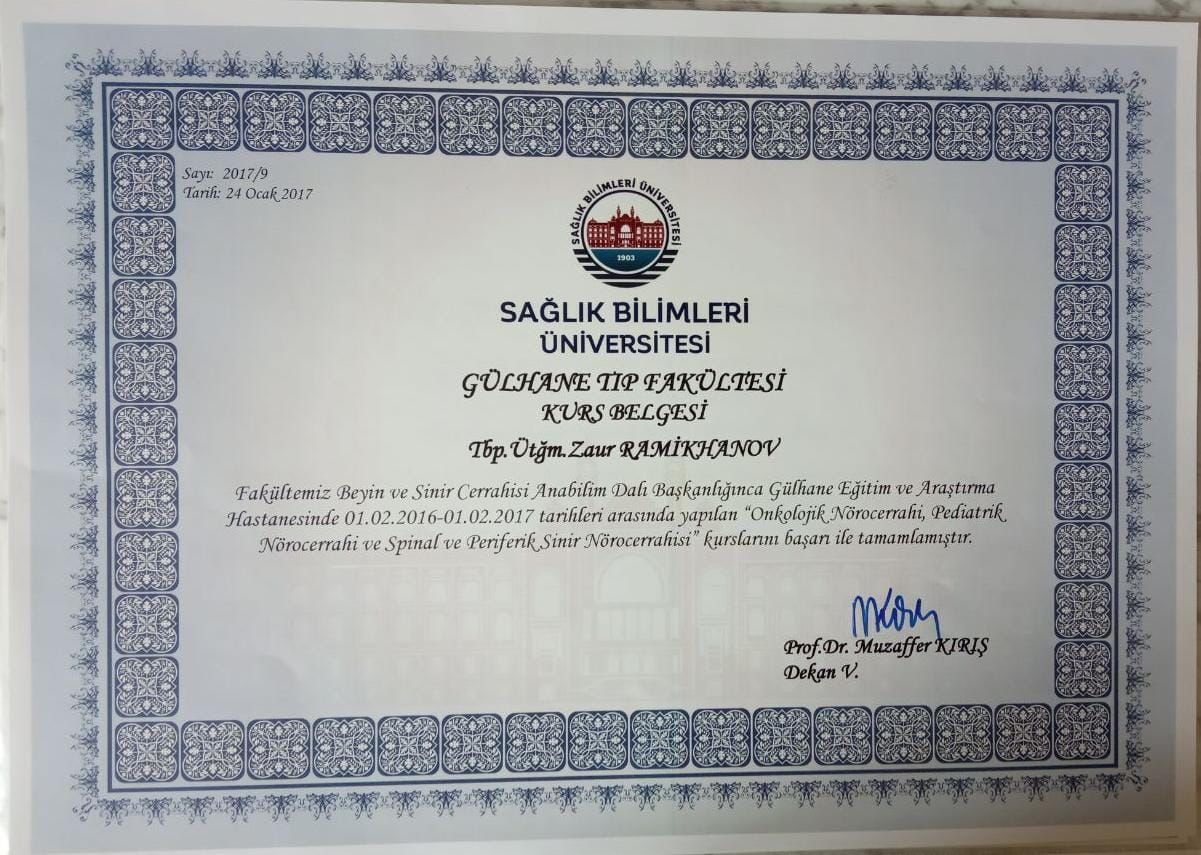 Sayı: 2017/9
Tarih: 24 Ocak 2017
SAĞLIK BİLİMLERİ ÜNİVERSİTESİ
1903
SAĞLIK BİLİMLERİ
ÜNİVERSİTESİ
GÜLHANE TIP FAKÜLTESİ
KURS BELGESİ
Tbp.Ütğm.Zaur RAMİKHANOV
Fakültemiz Beyin ve Sinir Cerrahisi Anabilim Dalı Başkanlığınca Gülhane Eğitim ve Araştırma
Hastanesinde 01.02.2016-01.02.2017 tarihleri arasında yapılan “Onkolojik Nörocerrahi, Pediatrik
Nörocerrahi ve Spinal ve Periferik Sinir Nörocerrahisi” kurslarını başarı ile tamamlamıştır.
Prof.Dr. Muzaffer KIRIŞ
Dekan V.